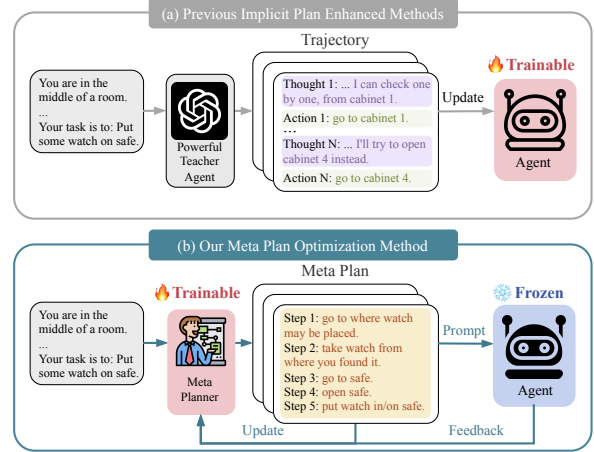 (a) Previous Implicit Plan Enhanced Methods
Trajectory
You are in the
middle of a room.
...
Your task is to: Put
some watch on safe.
Powerful
Teacher
Agent
Thought 1: ... I can check one
by one, from cabinet 1.
Action 1: go to cabinet 1.
...
Thought N: ... I'll try to open
cabinet 4 instead.
Action N: go to cabinet 4.
Update
Trainable
Agent
(b) Our Meta Plan Optimization Method
Meta Plan
You are in the
middle of a room.
...
Your task is to: Put
some watch on safe.
Trainable
Meta
Planner
Step 1: go to where watch
may be placed.
Step 2: take watch from
where you found it.
Step 3: go to safe.
Step 4: open safe.
Step 5: put watch in/on safe.
Prompt
Frozen
Agent
Update
Feedback